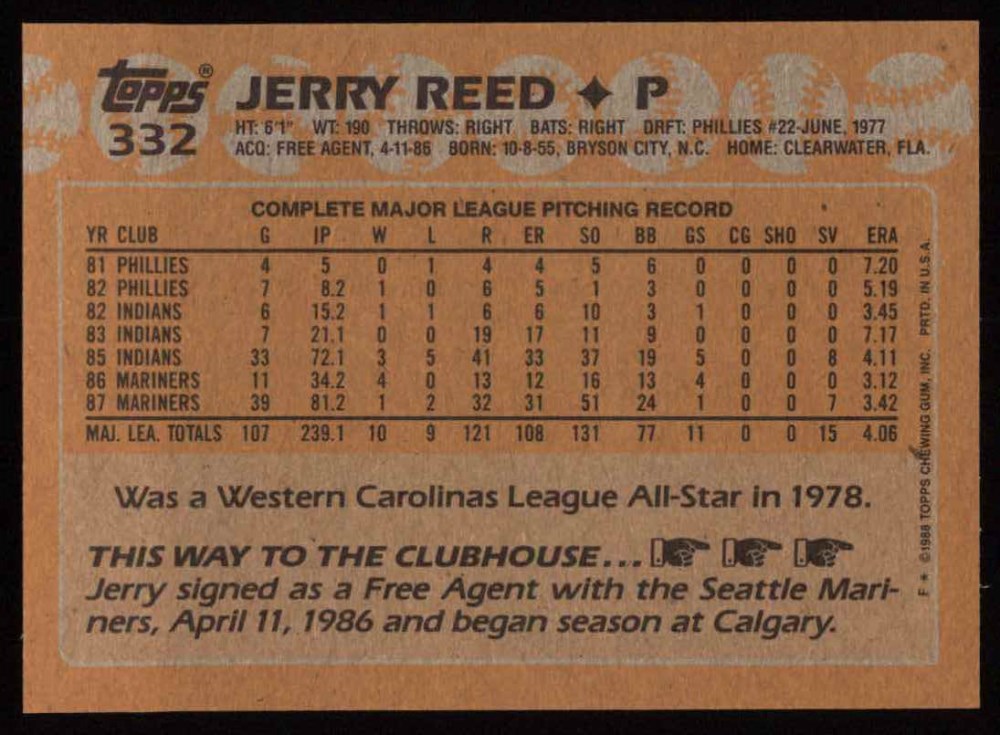 topps® JERRY REED ✦ P
332
HT: 6'1" WT: 190 THROWS: RIGHT BATS: RIGHT DRFT: PHILLIES #22-JUNE, 1977
ACQ: FREE AGENT, 4-11-86 BORN: 10-8-55, BRYSON CITY, N.C. HOME: CLEARWATER, FLA.
COMPLETE MAJOR LEAGUE PITCHING RECORD
YR CLUB G IP W L R ER SO BB GS CG SHO SV ERA
81 PHILLIES 4 5 0 1 4 4 5 6 0 0 0 0 7.20
82 PHILLIES 7 8.2 1 0 6 5 1 3 0 0 0 0 5.19
82 INDIANS 6 15.2 1 1 6 6 10 3 1 0 0 0 3.45
83 INDIANS 7 21.1 0 0 19 17 11 9 0 0 0 0 7.17
85 INDIANS 33 72.1 3 5 41 33 37 19 5 0 0 8 4.11
86 MARINERS 11 34.2 4 0 13 12 16 13 4 0 0 0 3.12
87 MARINERS 39 81.2 1 2 32 31 51 24 1 0 0 7 3.42
MAJ. LEA. TOTALS 107 239.1 10 9 121 108 131 77 11 0 0 15 4.06
Was a Western Carolinas League All-Star in 1978.
THIS WAY TO THE CLUBHOUSE...
Jerry signed as a Free Agent with the Seattle Mari-
ners, April 11, 1986 and began season at Calgary.
F* ©1988 TOPPS CHEWING GUM, INC. PRTD. IN U.S.A.